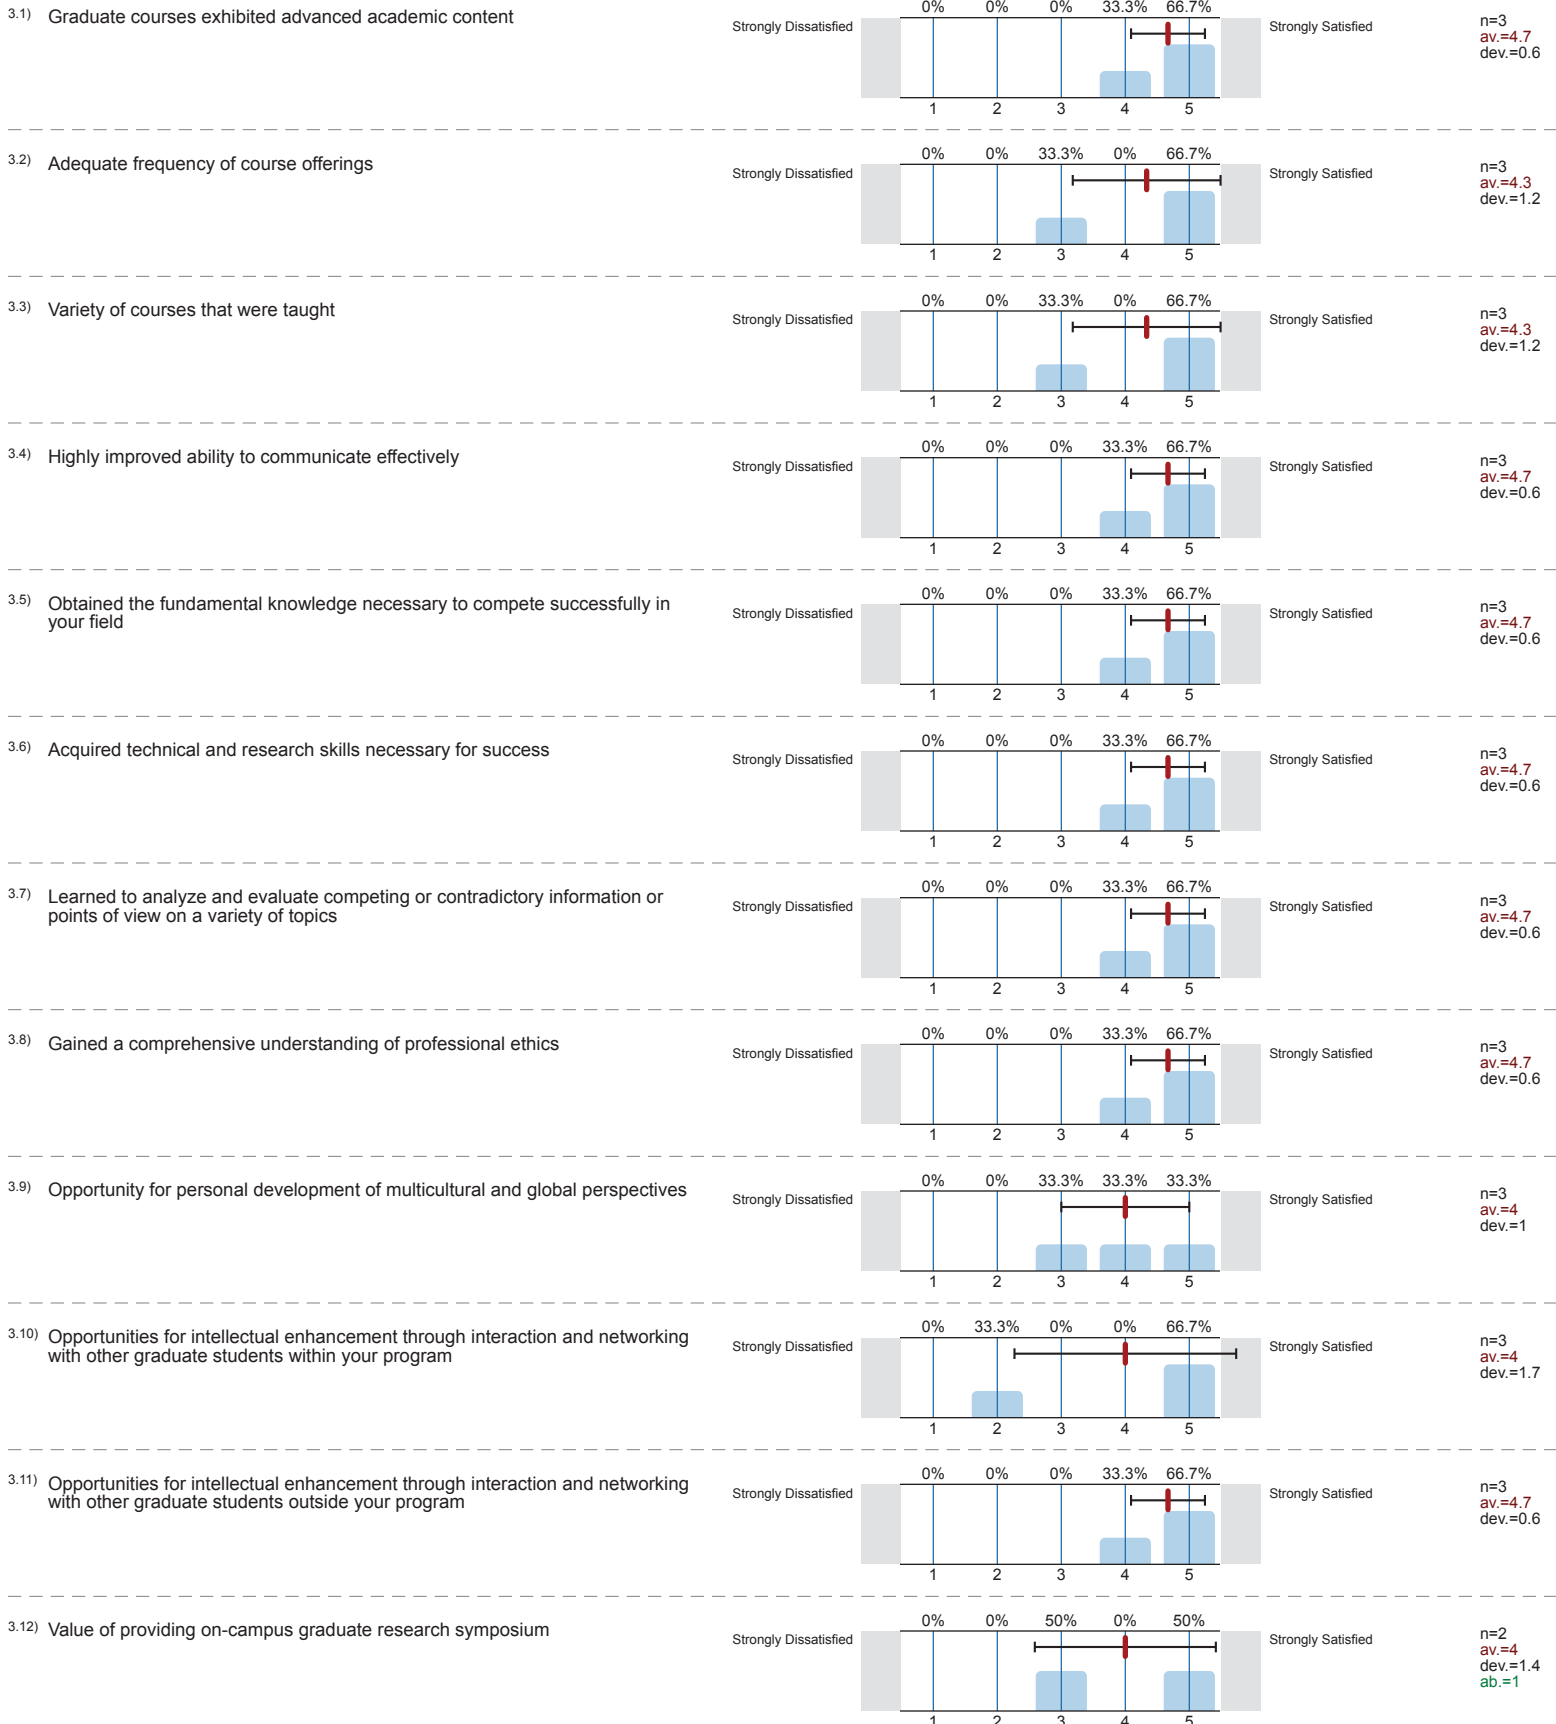 3.1) Graduate courses exhibited advanced academic content
Strongly Dissatisfied
0% 0% 0% 33.3% 66.7%
1 2 3 4 5
Strongly Satisfied
n=3
av.=4.7
dev.=0.6
3.2) Adequate frequency of course offerings
Strongly Dissatisfied
0% 0% 33.3% 0% 66.7%
1 2 3 4 5
Strongly Satisfied
n=3
av.=4.3
dev.=1.2
3.3) Variety of courses that were taught
Strongly Dissatisfied
0% 0% 33.3% 0% 66.7%
1 2 3 4 5
Strongly Satisfied
n=3
av.=4.3
dev.=1.2
3.4) Highly improved ability to communicate effectively
Strongly Dissatisfied
0% 0% 0% 33.3% 66.7%
1 2 3 4 5
Strongly Satisfied
n=3
av.=4.7
dev.=0.6
3.5) Obtained the fundamental knowledge necessary to compete successfully in
your field
Strongly Dissatisfied
0% 0% 0% 33.3% 66.7%
1 2 3 4 5
Strongly Satisfied
n=3
av.=4.7
dev.=0.6
3.6) Acquired technical and research skills necessary for success
Strongly Dissatisfied
0% 0% 0% 33.3% 66.7%
1 2 3 4 5
Strongly Satisfied
n=3
av.=4.7
dev.=0.6
3.7) Learned to analyze and evaluate competing or contradictory information or
points of view on a variety of topics
Strongly Dissatisfied
0% 0% 0% 33.3% 66.7%
1 2 3 4 5
Strongly Satisfied
n=3
av.=4.7
dev.=0.6
3.8) Gained a comprehensive understanding of professional ethics
Strongly Dissatisfied
0% 0% 0% 33.3% 66.7%
1 2 3 4 5
Strongly Satisfied
n=3
av.=4.7
dev.=0.6
3.9) Opportunity for personal development of multicultural and global perspectives
Strongly Dissatisfied
0% 0% 33.3% 33.3% 33.3%
1 2 3 4 5
Strongly Satisfied
n=3
av.=4
dev.=1
3.10) Opportunities for intellectual enhancement through interaction and networking
with other graduate students within your program
Strongly Dissatisfied
0% 33.3% 0% 0% 66.7%
1 2 3 4 5
Strongly Satisfied
n=3
av.=4
dev.=1.7
3.11) Opportunities for intellectual enhancement through interaction and networking
with other graduate students outside your program
Strongly Dissatisfied
0% 0% 0% 33.3% 66.7%
1 2 3 4 5
Strongly Satisfied
n=3
av.=4.7
dev.=0.6
3.12) Value of providing on-campus graduate research symposium
Strongly Dissatisfied
0% 0% 50% 0% 50%
1 2 3 4 5
Strongly Satisfied
n=2
av.=4
dev.=1.4
ab.=1